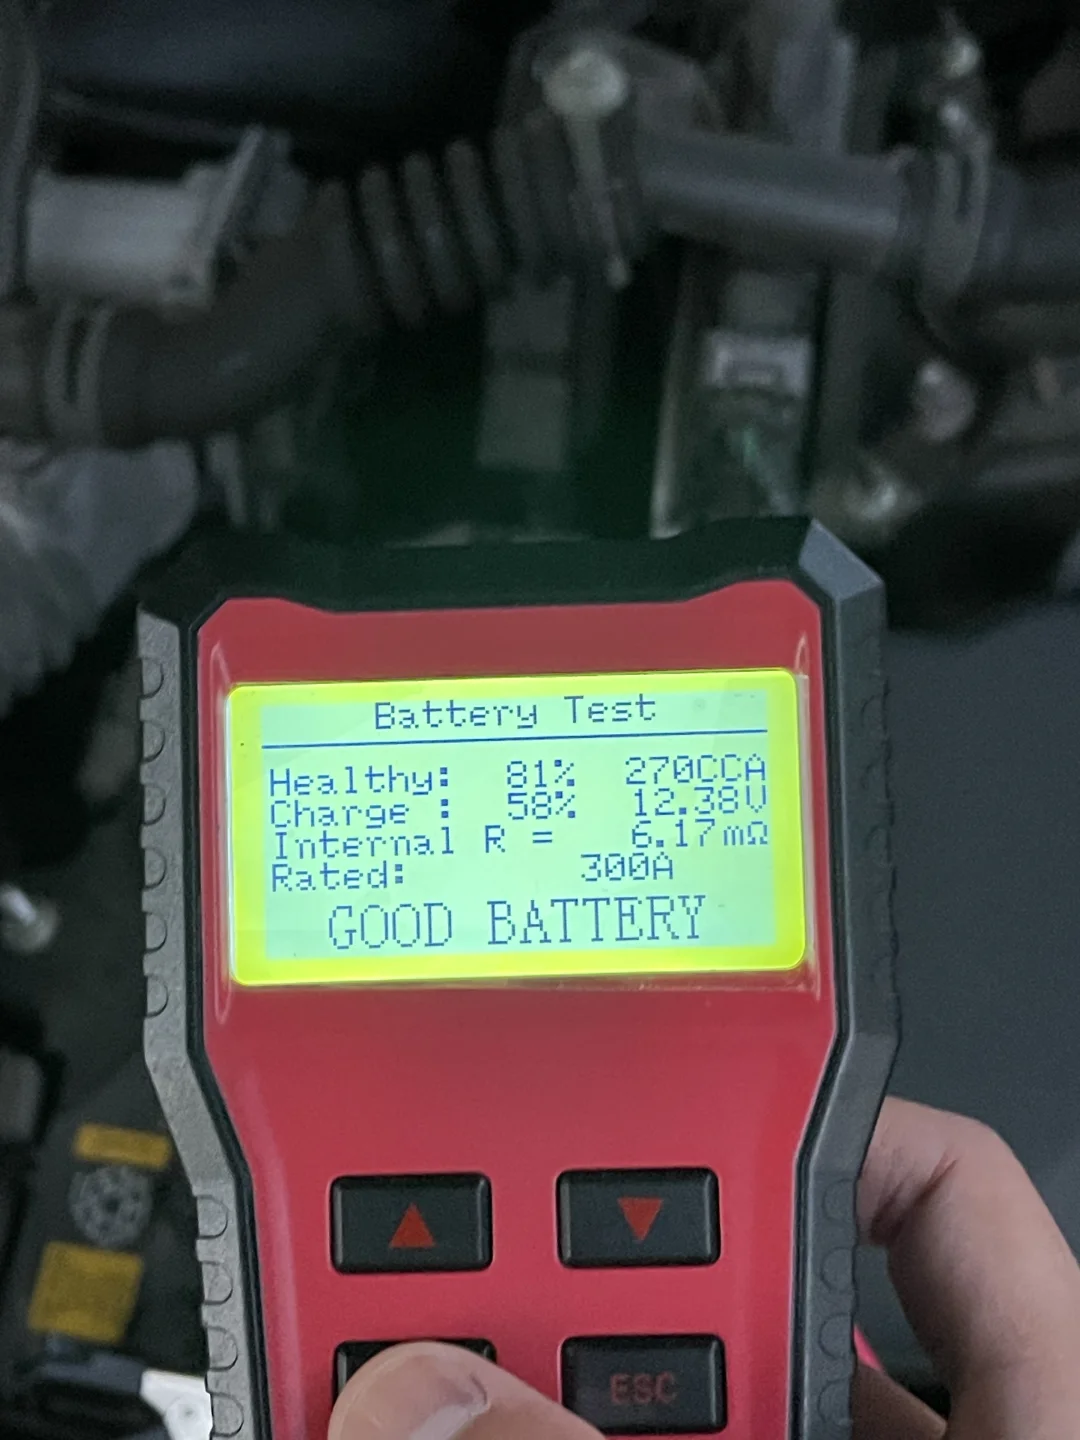 Battery Test
Healthy: 81% 270CCA
Charge : 58% 12.38V
Internal R = 6.17mΩ
Rated: 300A
GOOD BATTERY
ESC